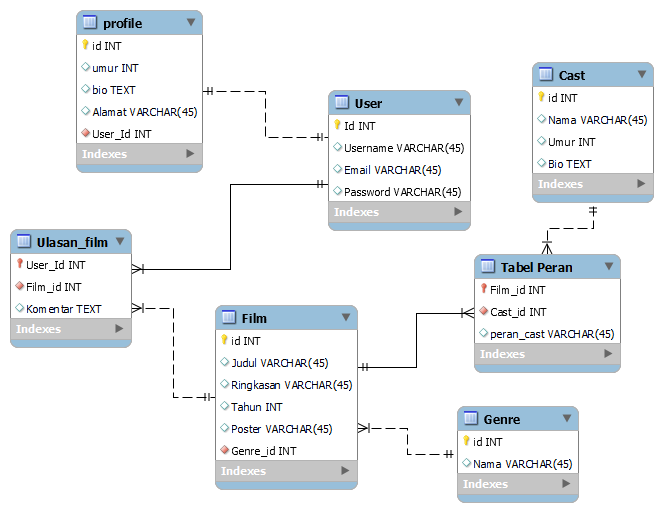 profile
id INT
umur INT
bio TEXT
Alamat VARCHAR(45)
User_Id INT
Indexes
User
Id INT
Username VARCHAR(45)
Email VARCHAR(45)
Password VARCHAR(45)
Indexes
Cast
id INT
Nama VARCHAR(45)
Umur INT
Bio TEXT
Indexes
Ulasan_film
User_Id INT
Film_id INT
Komentar TEXT
Indexes
Film
id INT
Judul VARCHAR(45)
Ringkasan VARCHAR(45)
Tahun INT
Poster VARCHAR(45)
Genre_id INT
Indexes
Tabel Peran
Film_id INT
Cast_id INT
peran_cast VARCHAR(45)
Indexes
Genre
id INT
Nama VARCHAR(45)
Indexes